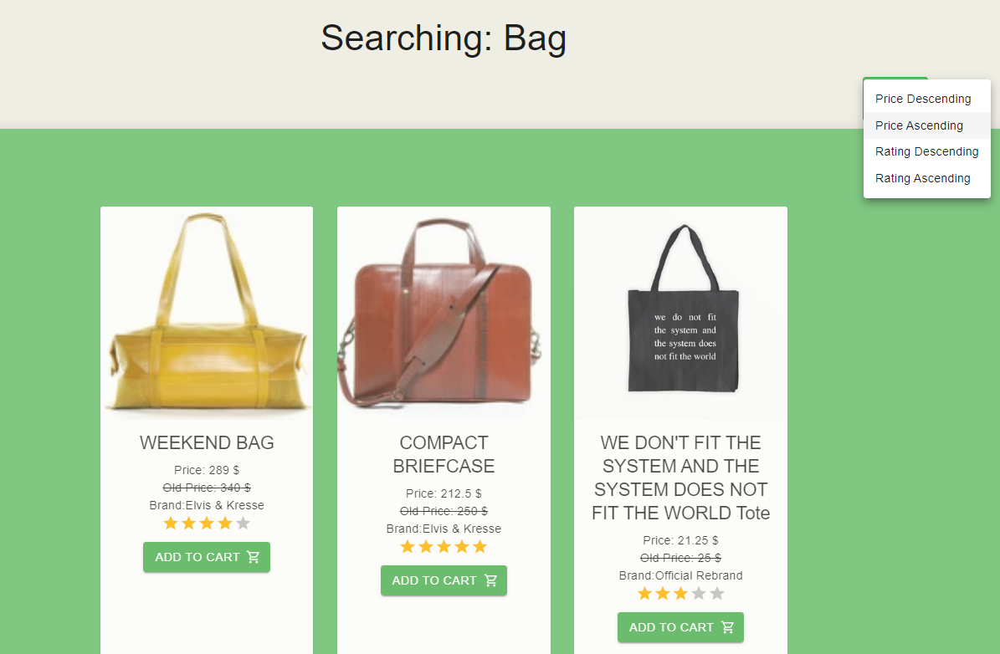 Searching: Bag
Price Descending
Price Ascending
Rating Descending
Rating Ascending
we do not fit
the system and
the system does
not fit the world
WEEKEND BAG
Price: 289 $
Old Price: 340 $
Brand:Elvis & Kresse
ADD TO CART
COMPACT
BRIEFCASE
Price: 212.5 $
Old Price: 250 $
Brand:Elvis & Kresse
ADD TO CART
WE DON'T FIT THE
SYSTEM AND THE
SYSTEM DOES NOT
FIT THE WORLD Tote
Price: 21.25 $
Old Price: 25 $
Brand:Official Rebrand
ADD TO CART